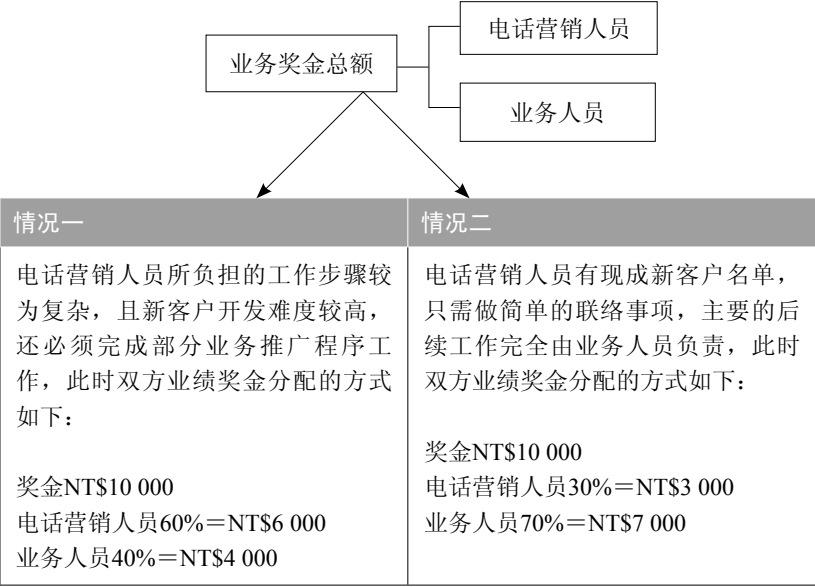 电话营销人员
业务奖金总额
业务人员
情况一
电话营销人员所负担的工作步骤较
为复杂，且新客户开发难度较高，
还必须完成部分业务推广程序工
作，此时双方业绩奖金分配的方式
如下：
奖金NT$10 000
电话营销人员60%＝NT$6 000
业务人员40%＝NT$4 000
情况二
电话营销人员有现成新客户名单，
只需做简单的联络事项，主要的后
续工作完全由业务人员负责，此时
双方业绩奖金分配的方式如下：
奖金NT$10 000
电话营销人员30%＝NT$3 000
业务人员70%＝NT$7 000